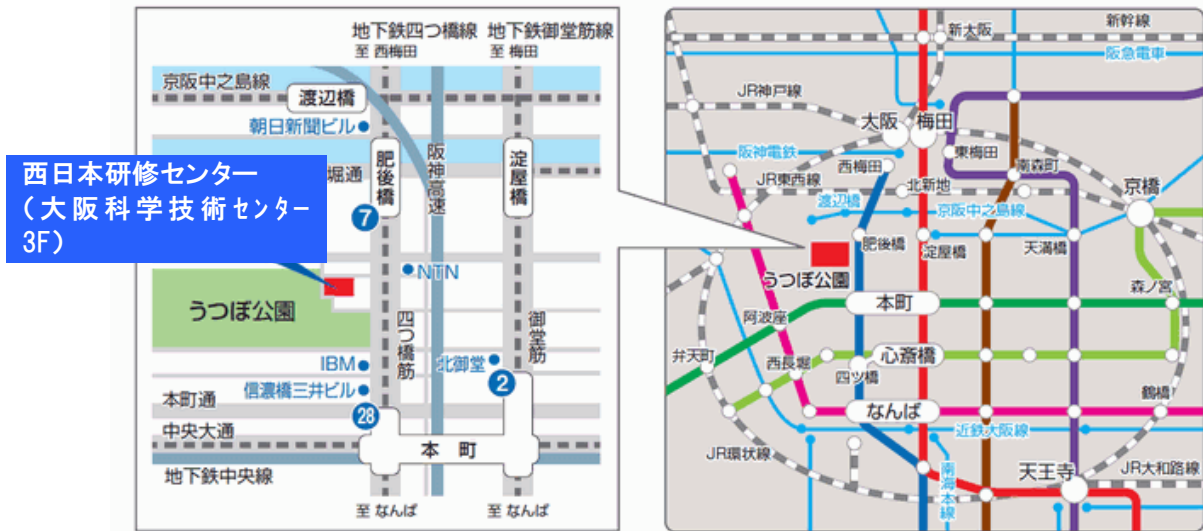 地下鉄四つ橋線
至 西梅田
地下鉄御堂筋線
至 梅田
京阪中之島線
渡辺橋
朝日新聞ビル
肥後橋
阪神高速
淀屋橋
西日本研修センター
(大阪科学技術センター
3F)
堀通
7
NTN
うつぼ公園
四つ橋筋
御堂筋
IBM
北御堂
2
信濃橋三井ビル
本町通
28
中央大通
本町
地下鉄中央線
至 なんば
至 なんば
新大阪
新幹線
阪急電車
JR神戸線
大阪
梅田
阪神電鉄
西梅田
東梅田
南森町
JR東西線
北新地
京橋
渡辺橋
京阪中之島線
肥後橋
淀屋橋
天満橋
うつぼ公園
森ノ宮
本町
阿波座
弁天町
西長堀
心斎橋
四ツ橋
鶴橋
なんば
近鉄大阪線
JR環状線
南海本線
天王寺
JR大和路線